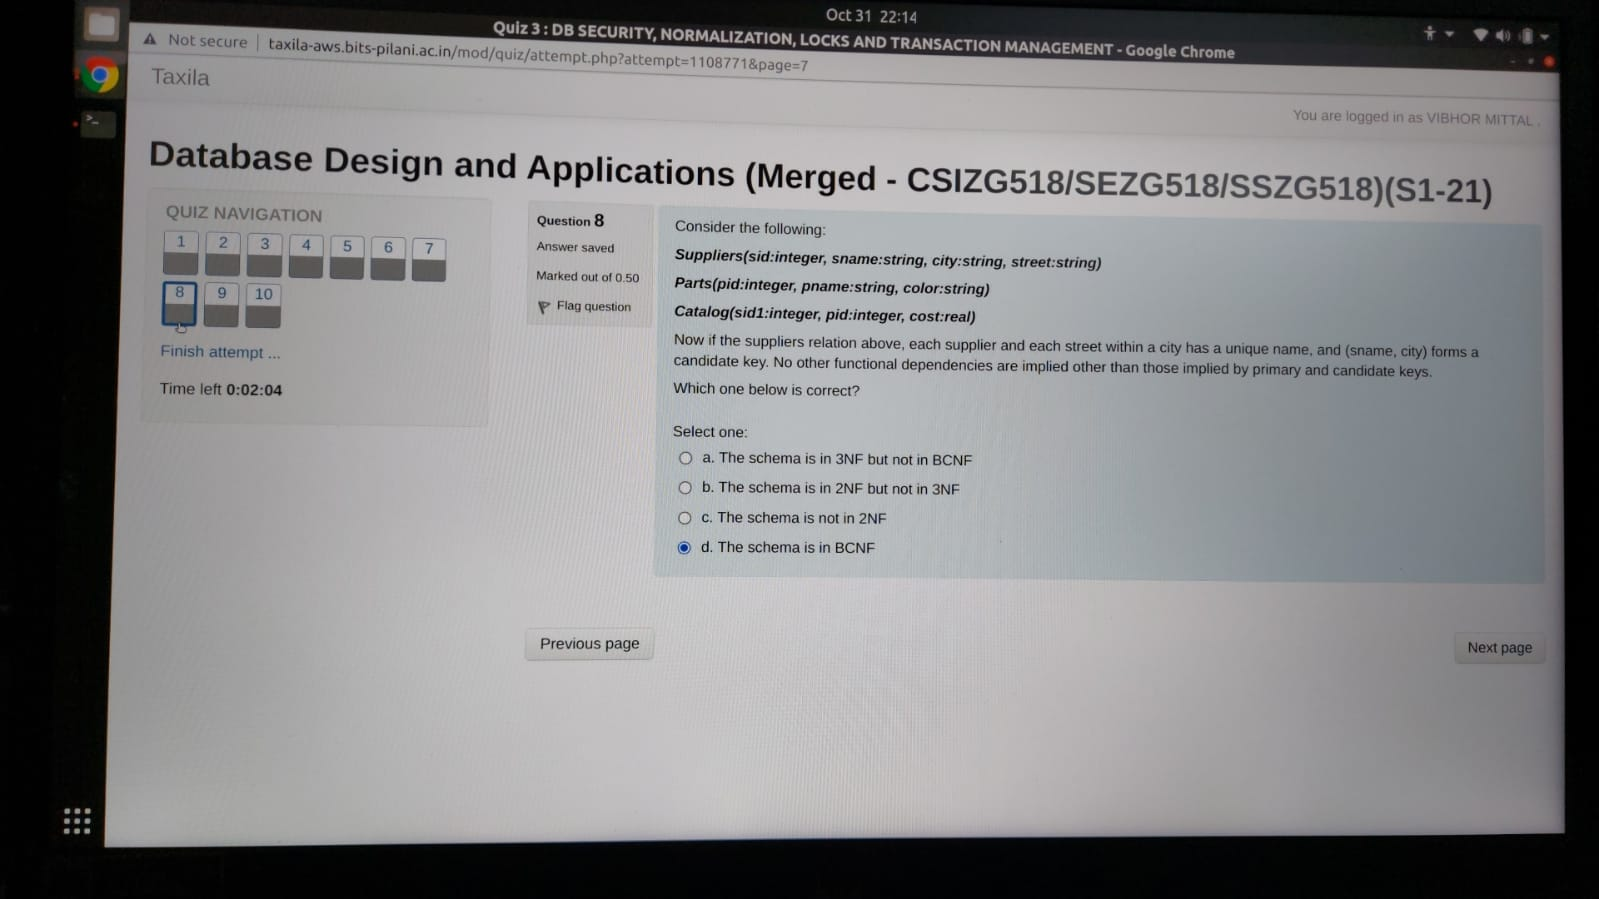 Oct 31 22:14
Quiz 3 : DB SECURITY, NORMALIZATION, LOCKS AND TRANSACTION MANAGEMENT - Google Chrome
Not secure taxila-aws.bits-pilani.ac.in/mod/quiz/attempt.php?attempt=1108771&page=7
Taxila
You are logged in as VIBHOR MITTAL .
Database Design and Applications (Merged - CSIZG518/SEZG518/SSZG518)(S1-21)
QUIZ NAVIGATION
1 2 3 4 5 6 7
8 9 10
Finish attempt ...
Time left 0:02:04
Question 8
Answer saved
Marked out of 0.50
Flag question
Consider the following:
Suppliers(sid:integer, sname:string, city:string, street:string)
Parts(pid:integer, pname:string, color:string)
Catalog(sid1:integer, pid:integer, cost:real)
Now if the suppliers relation above, each supplier and each street within a city has a unique name, and (sname, city) forms a
candidate key. No other functional dependencies are implied other than those implied by primary and candidate keys.
Which one below is correct?
Select one:
a. The schema is in 3NF but not in BCNF
b. The schema is in 2NF but not in 3NF
c. The schema is not in 2NF
d. The schema is in BCNF
Previous page
Next page